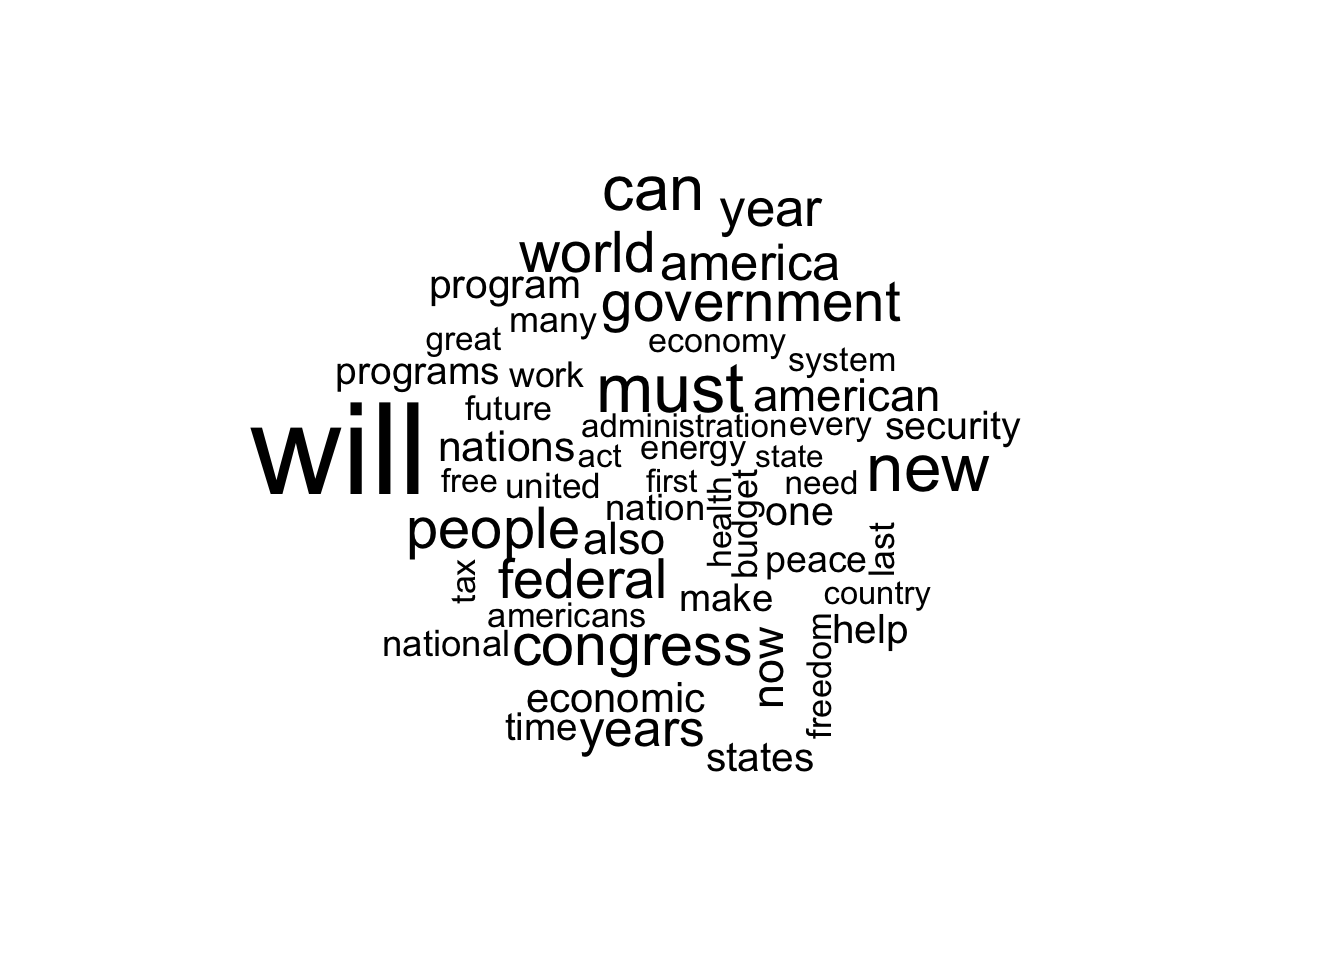 can
year
world
america
program
government
many
great
economy
system
programs
work
must
american
future
will
administration
every
security
nations
act
energy
state
new
free
united
first
need
health
budget
nation
one
people
also
last
peace
tax
federal
make
country
americans
national
congress
now
freedom
help
economic
time
years
states